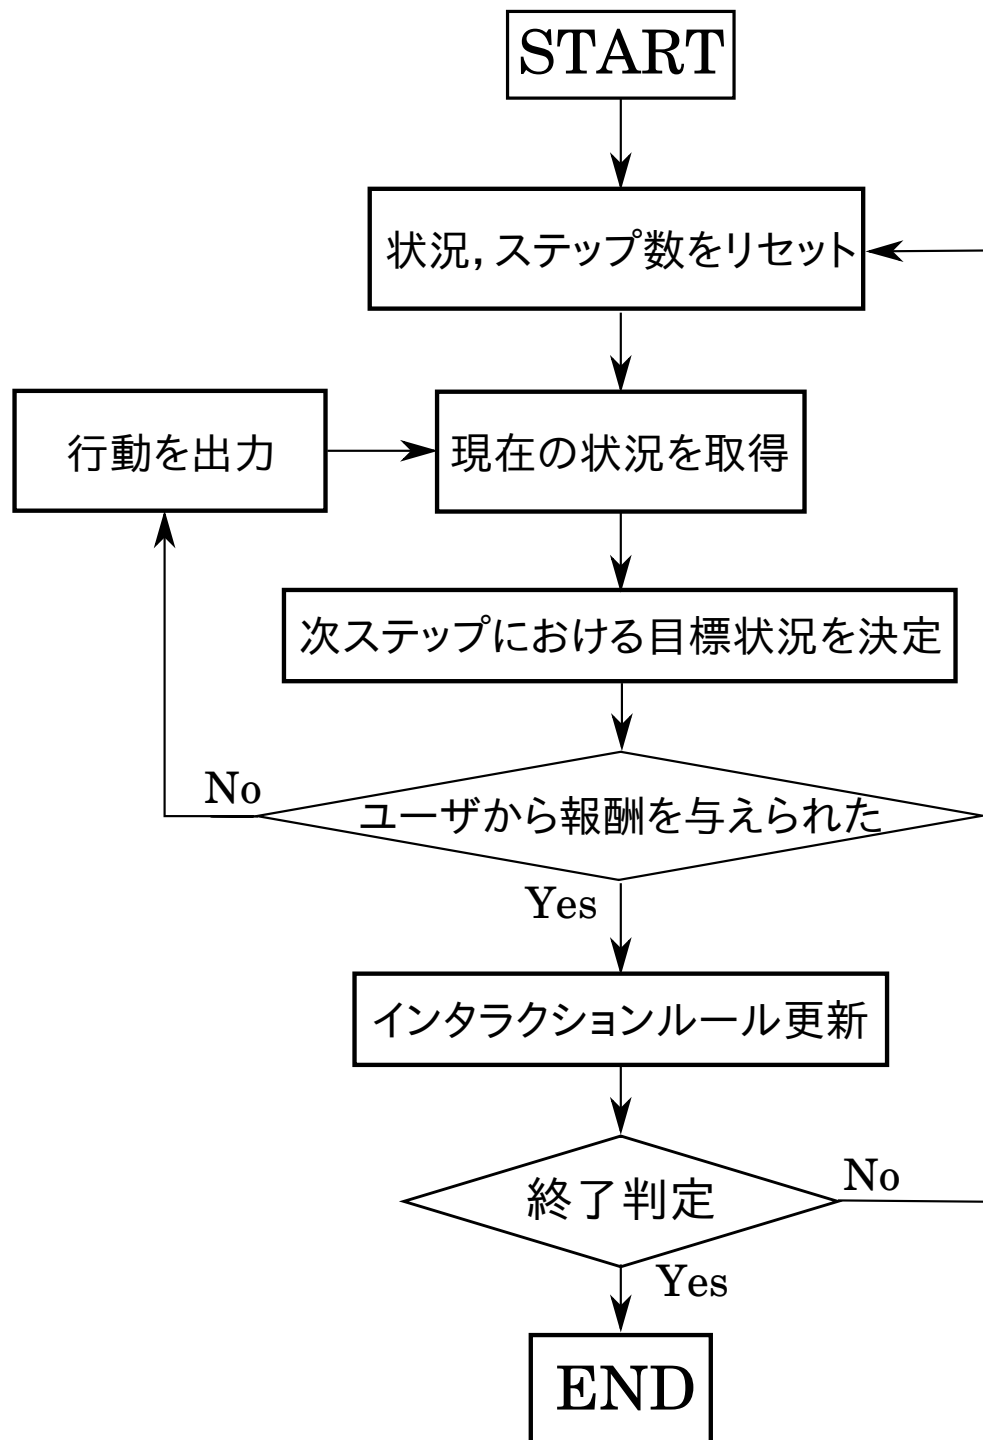 START
状況，ステップ数をリセット
行動を出力
現在の状況を取得
次ステップにおける目標状況を決定
No
ユーザから報酬を与えられた
Yes
インタラクションルール更新
終了判定
No
Yes
END